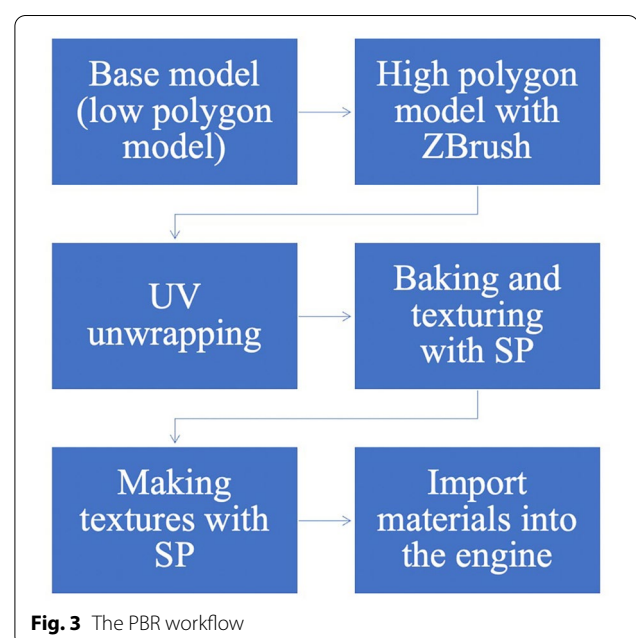 Base model
(low polygon
model)
High polygon
model with
ZBrush
UV
unwrapping
Baking and
texturing
with SP
Making
textures with
SP
Import
materials into
the engine
Fig. 3 The PBR workflow